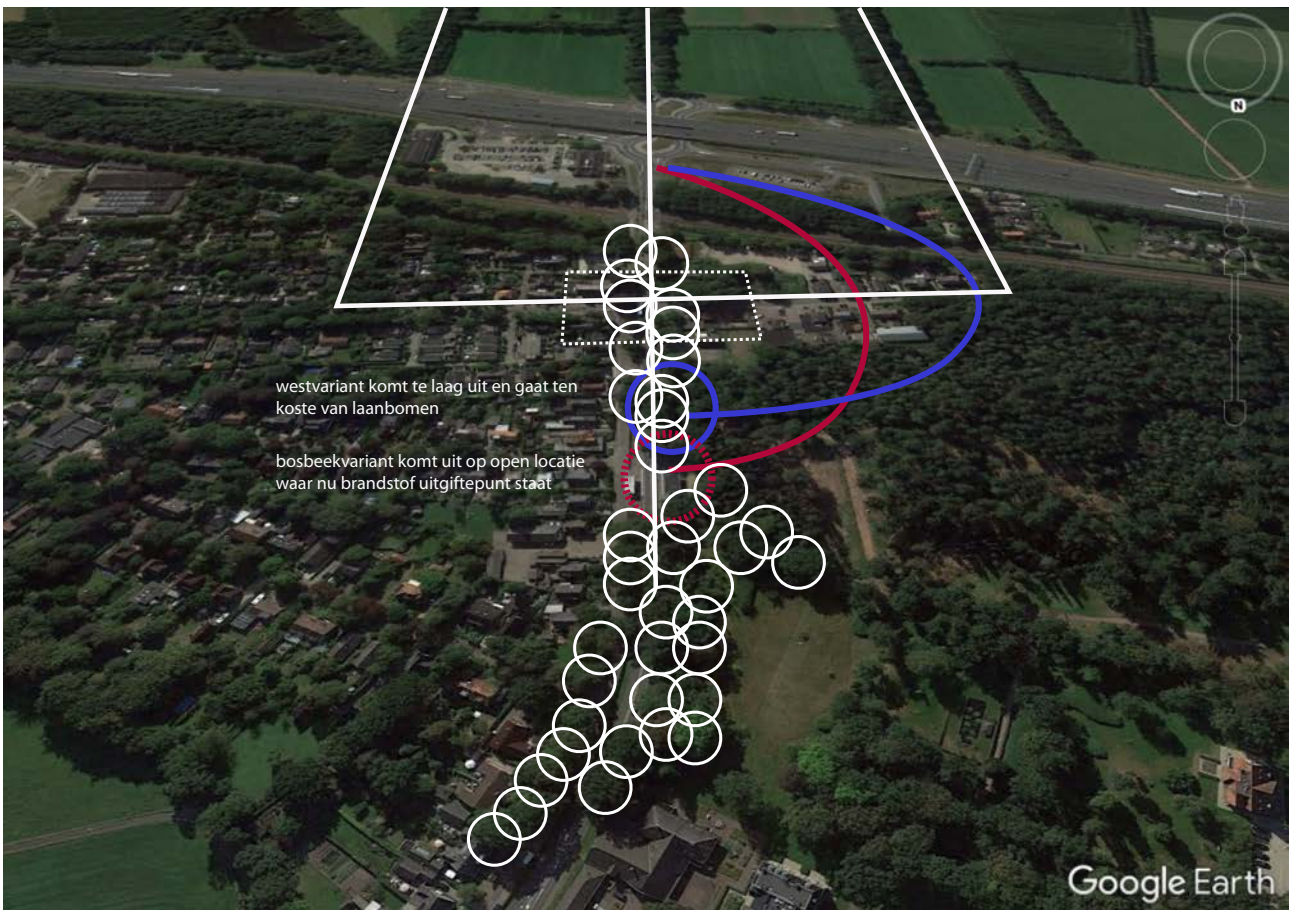 N
westvariant komt te laag uit en gaat ten
koste van laanbomen
bosbeekvariant komt uit op open locatie
waar nu brandstof uitgiftepunt staat
Google Earth